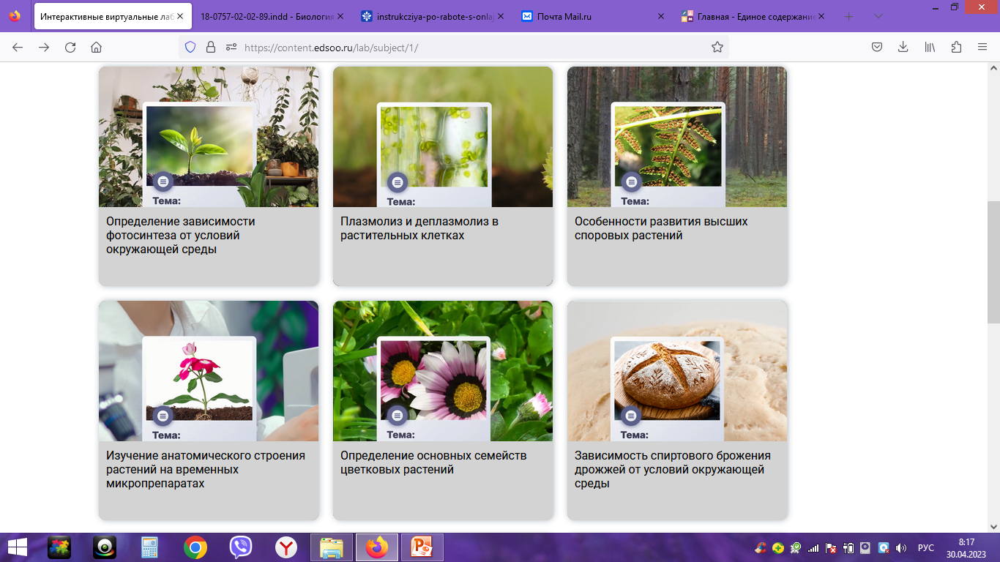 Интерактивные виртуальные лаб
18-0757-02-02-89.indd - Биология
instrukcziya-po-rabote-s-onlaj
Почта Mail.ru
Главная - Единое содержание
https://content.edsoo.ru/lab/subject/1/
Тема:
Определение зависимости
фотосинтеза от условий
окружающей среды
Тема:
Плазмолиз и деплазмолиз в
растительных клетках
Тема:
Особенности развития высших
споровых растений
Тема:
Изучение анатомического строения
растений на временных
микропрепаратах
Тема:
Определение основных семейств
цветковых растений
Тема:
Зависимость спиртового брожения
дрожжей от условий окружающей
среды
РУС
8:17
30.04.2023